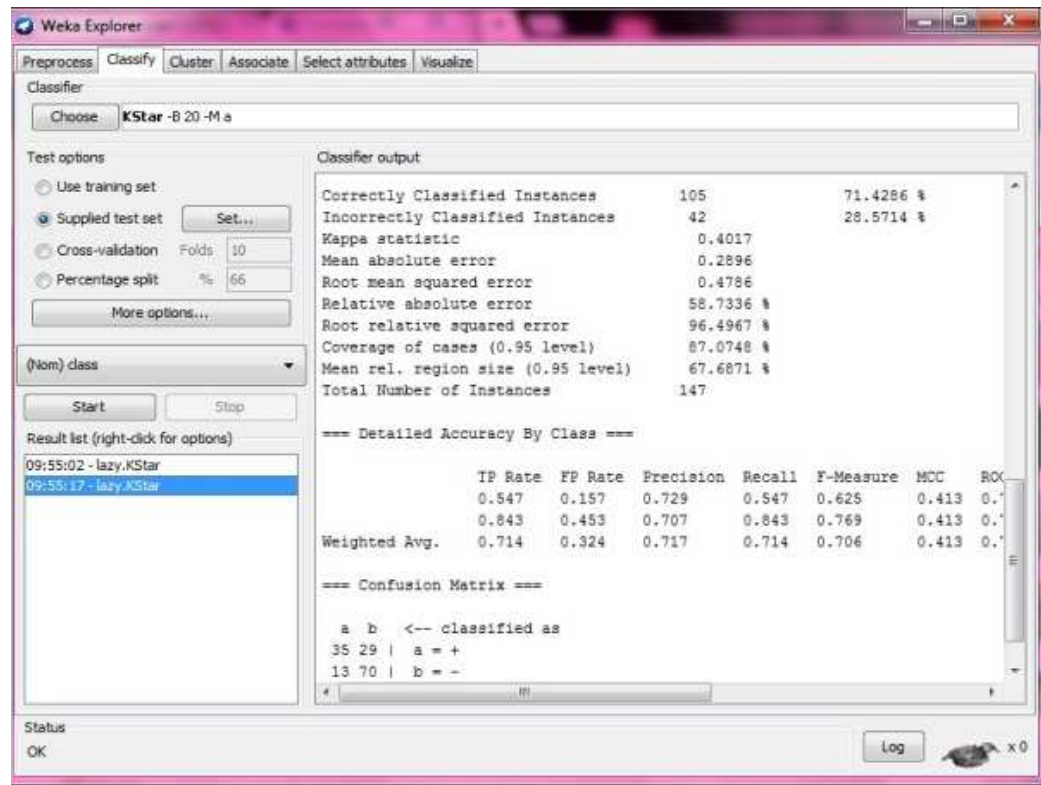 Weka Explorer
Preprocess Classify Cluster Associate Select attributes Visualize
Classifier
Choose KStar -B 20 -M a
Test options
Use training set
Supplied test set Set...
Cross-validation Folds 10
Percentage split % 66
More options...
(Nom) class
Start Stop
Result list (right-click for options)
09:55:02 - lazy.KStar
09:55:17 - lazy.KStar
Classifier output
Correctly Classified Instances 105 71.4286 %
Incorrectly Classified Instances 42 28.5714 %
Kappa statistic 0.4017
Mean absolute error 0.2896
Root mean squared error 0.4786
Relative absolute error 58.7336 %
Root relative squared error 96.4967 %
Coverage of cases (0.95 level) 87.0748 %
Mean rel. region size (0.95 level) 67.6871 %
Total Number of Instances 147
=== Detailed Accuracy By Class ===
TP Rate FP Rate Precision Recall F-Measure MCC
0.547 0.157 0.729 0.547 0.625 0.413
0.843 0.453 0.707 0.843 0.769 0.413
Weighted Avg. 0.714 0.324 0.717 0.714 0.706 0.413
=== Confusion Matrix ===
a b <-- classified as
35 29 | a = +
13 70 | b = -
Status
OK
Log x 0